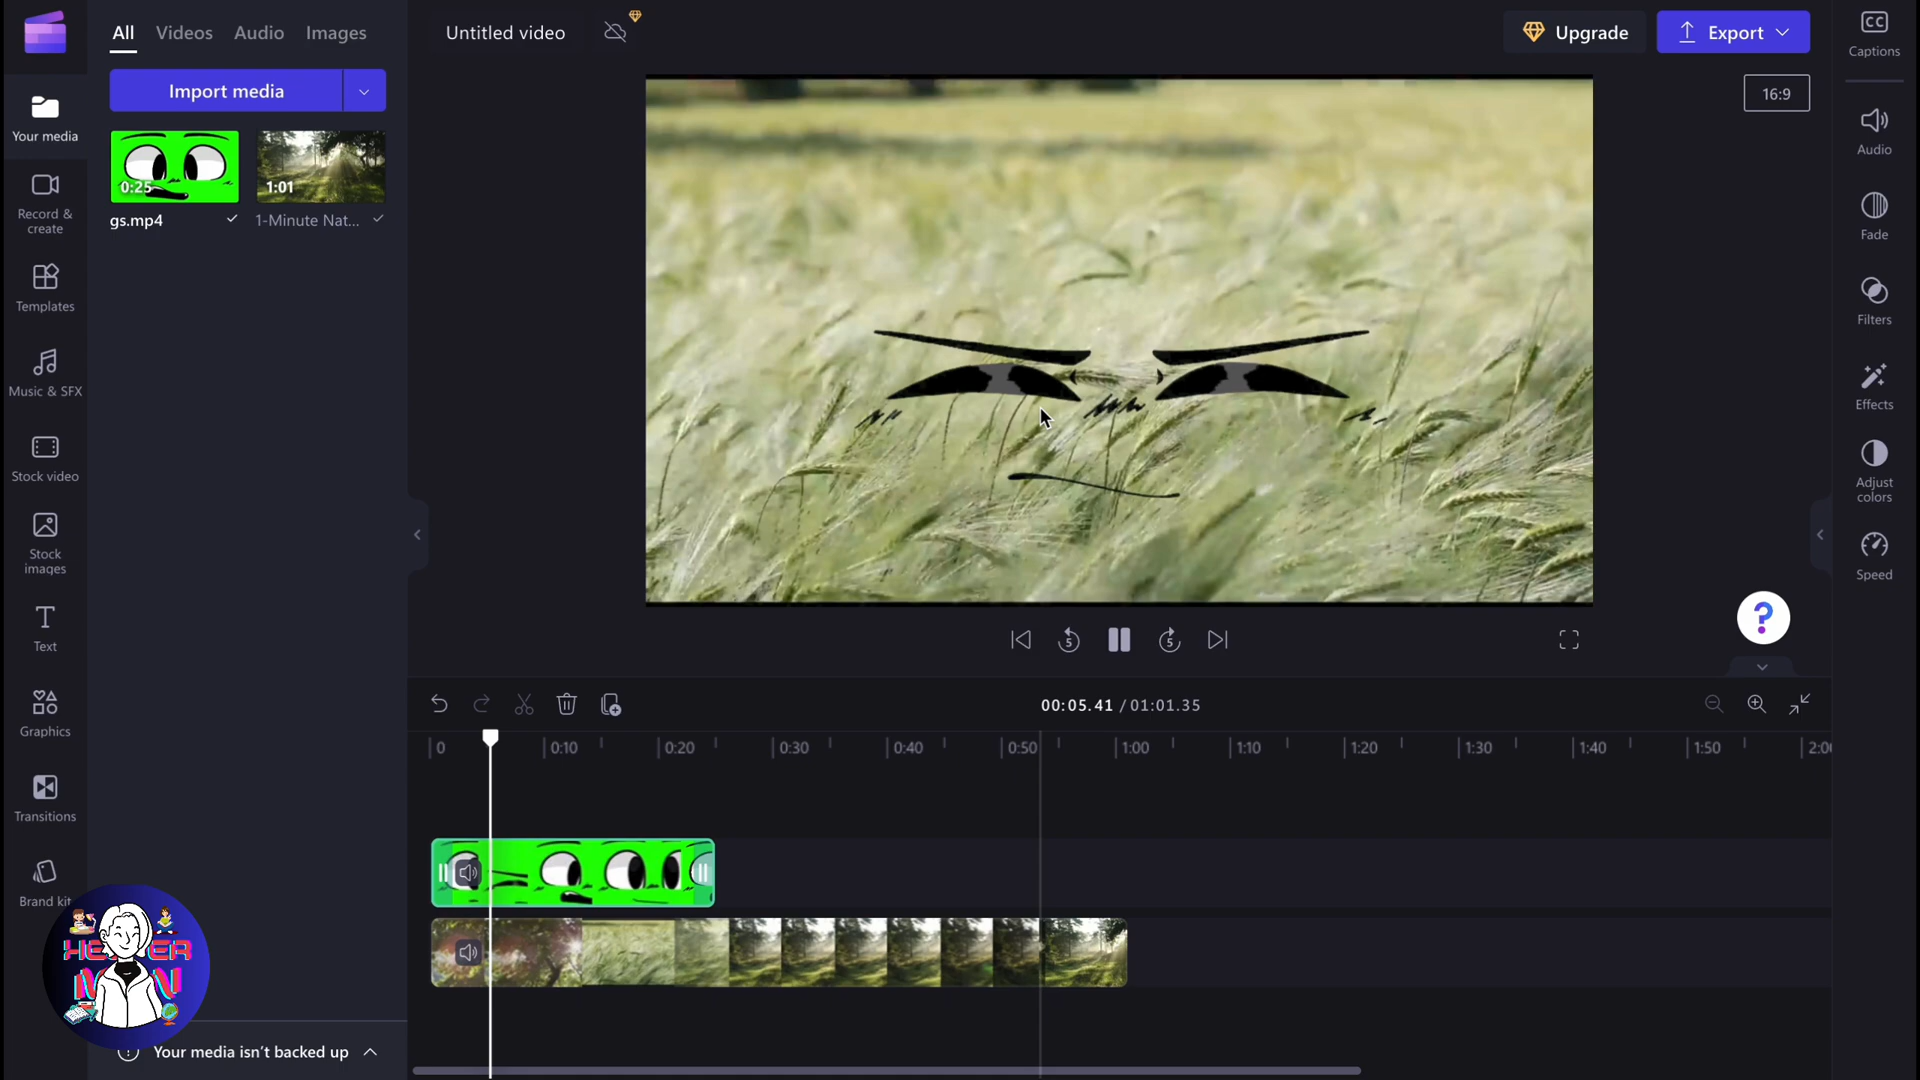 All Videos Audio Images
Untitled video
Upgrade
Export
Captions
Import media
16:9
Your media
0:25
1:01
gs.mp4
1-Minute Nat...
Audio
Record &
create
Fade
Templates
Filters
Music & SFX
Effects
Stock video
Adjust
colors
Stock
images
Speed
Text
5
5
?
Graphics
00:05.41 / 01:01.35
0 0:10 0:20 0:30 0:40 0:50 1:00 1:10 1:20 1:30 1:40 1:50
Transitions
Brand kit
Your media isn't backed up